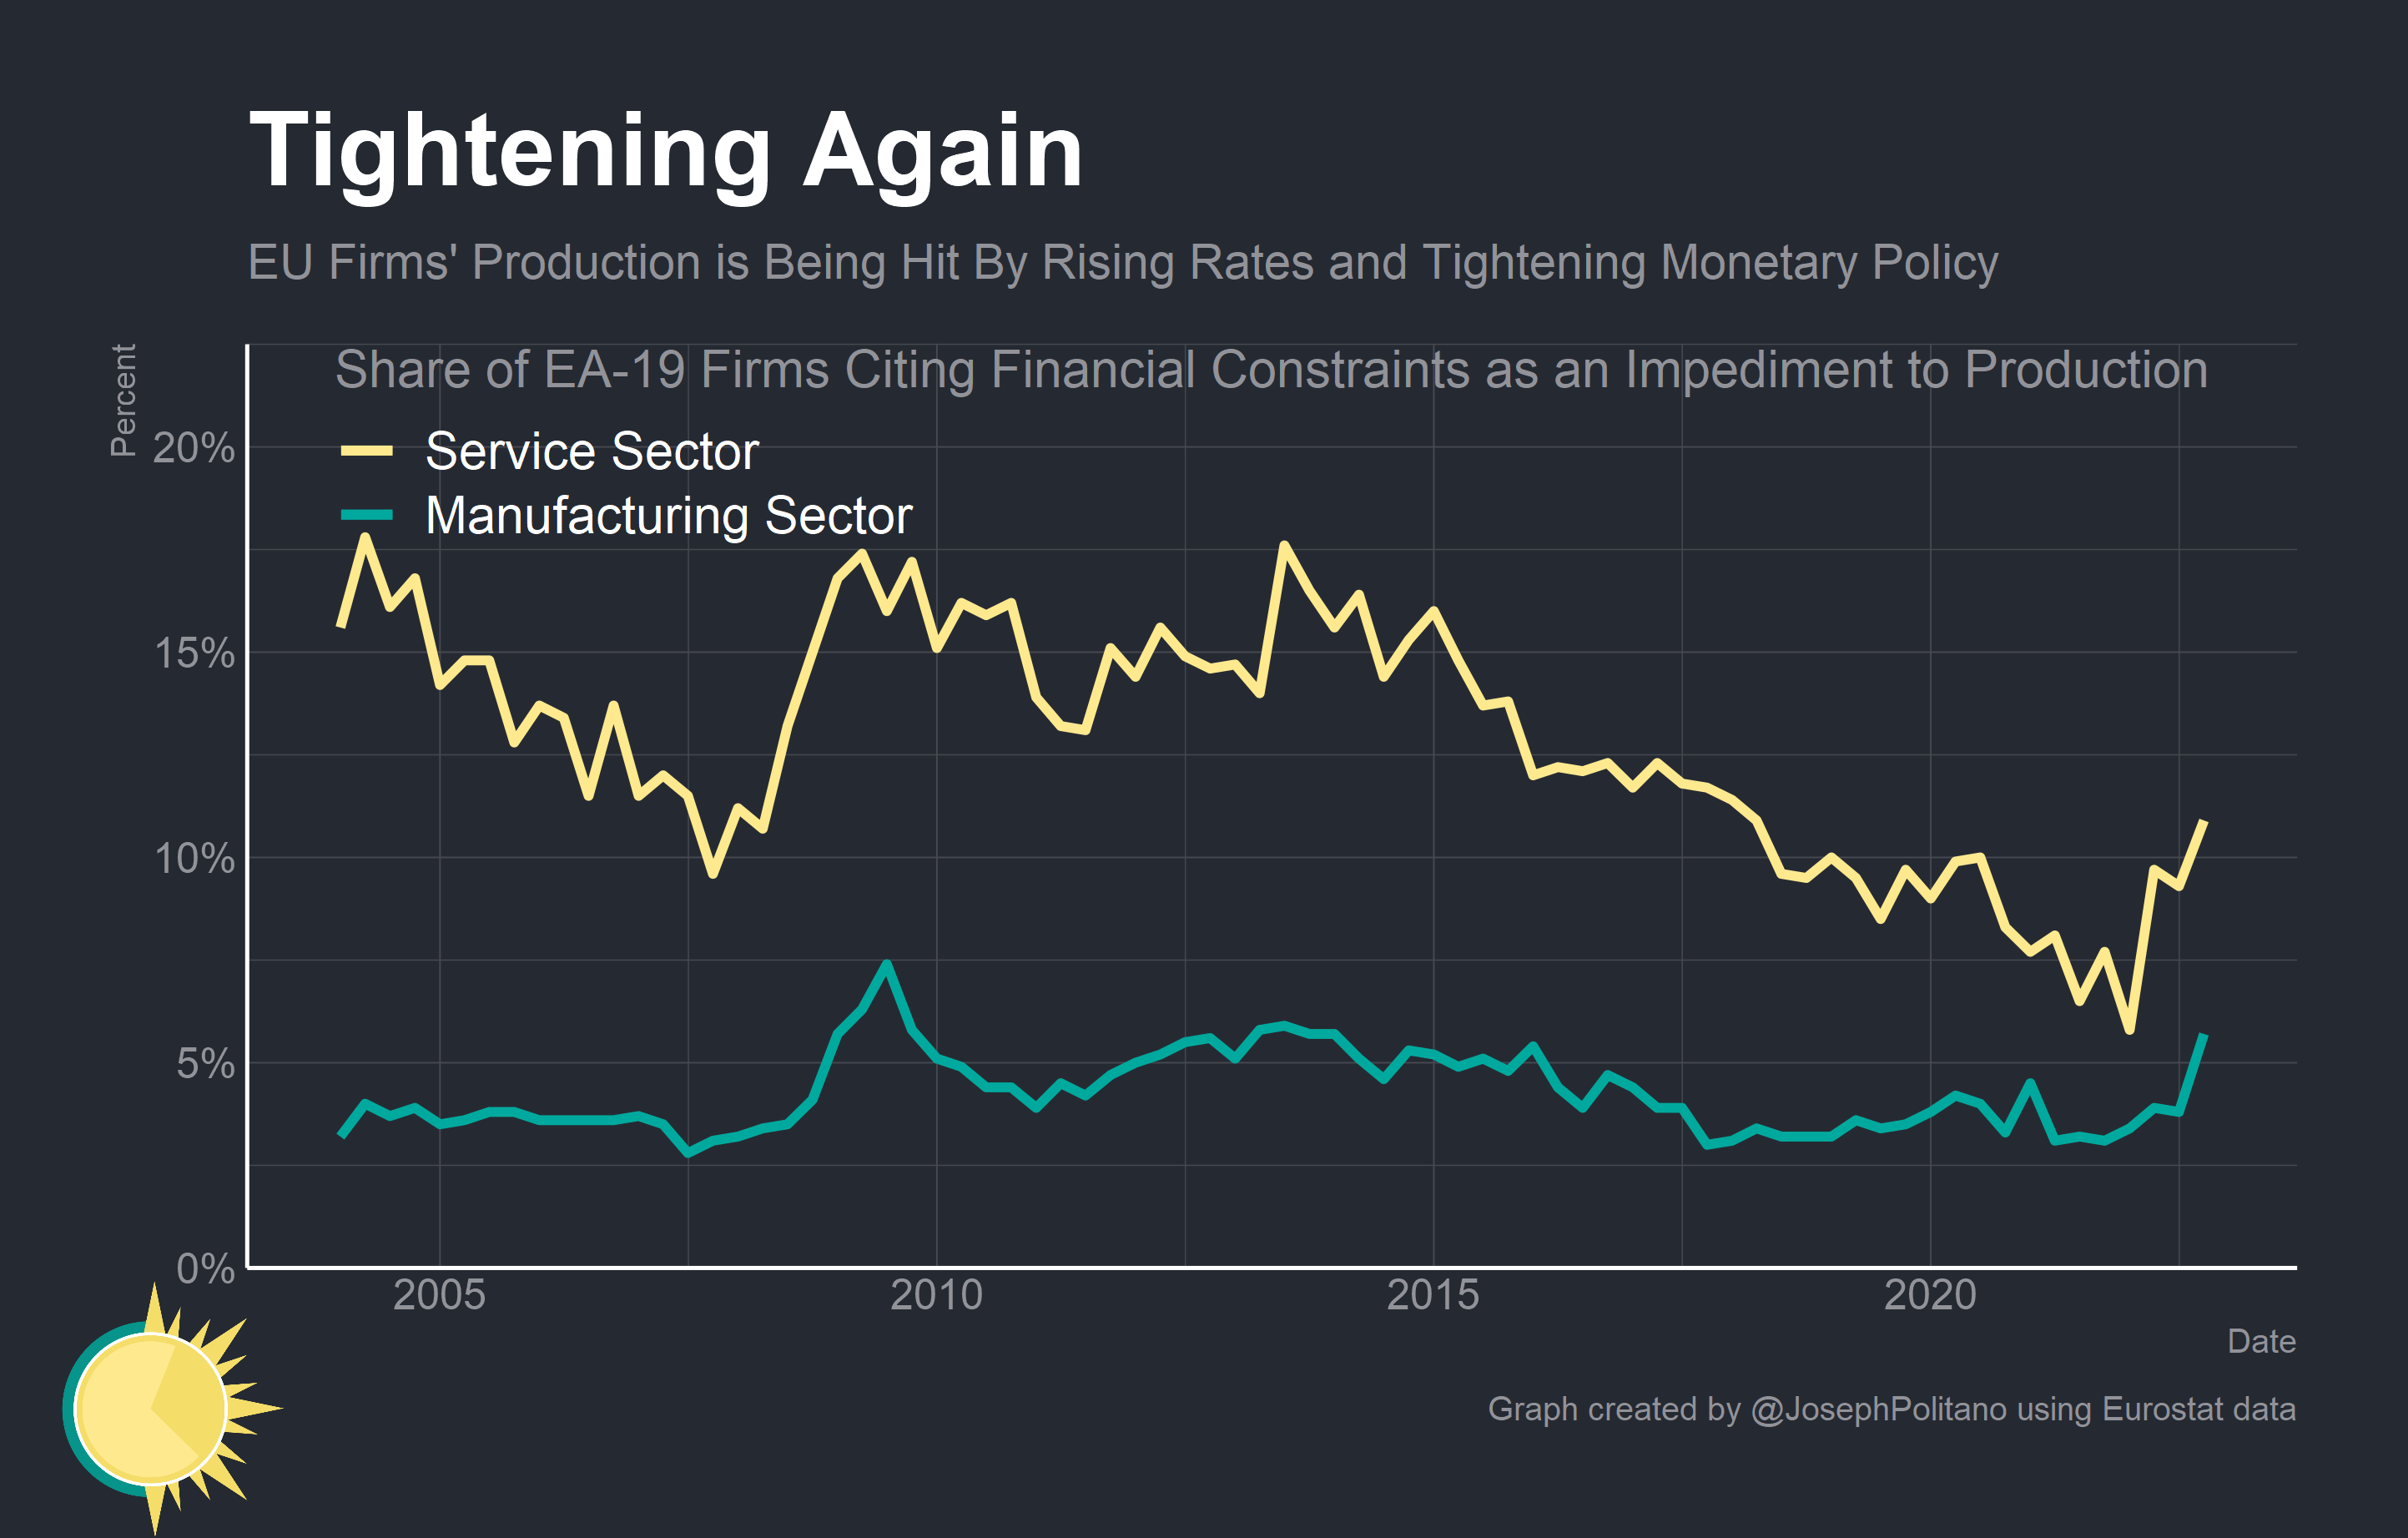 Tightening Again
EU Firms' Production is Being Hit By Rising Rates and Tightening Monetary Policy
Percent
Share of EA-19 Firms Citing Financial Constraints as an Impediment to Production
Service Sector
Manufacturing Sector
20%
15%
10%
5%
0%
2005 2010 2015 2020
Date
Graph created by @JosephPolitano using Eurostat data